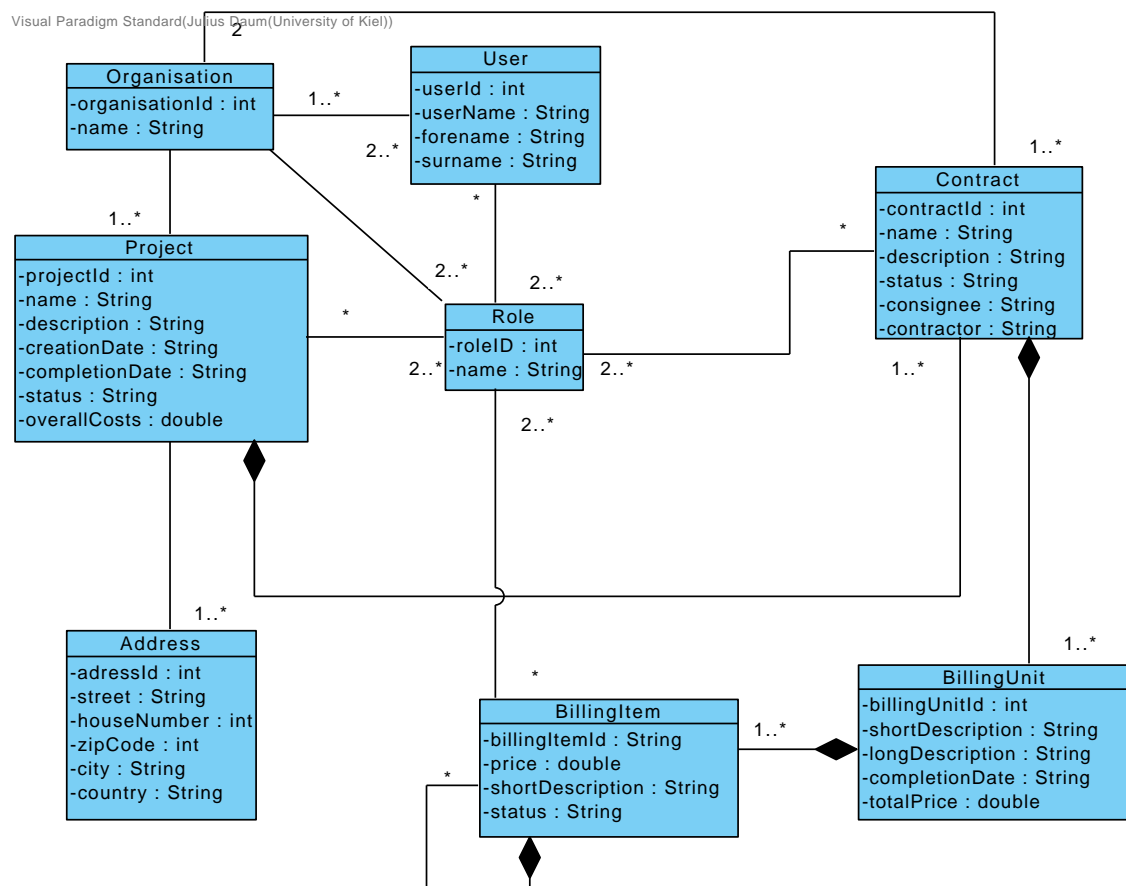 Visual Paradigm Standard(Julius Daum(University of Kiel))
2
Organisation
-organisationId : int
-name : String
1..*
2..*
User
-userId : int
-userName : String
-forename : String
-surname : String
1..*
Contract
-contractId : int
-name : String
-description : String
-status : String
-consignee : String
-contractor : String
1..*
Project
-projectId : int
-name : String
-description : String
-creationDate : String
-completionDate : String
-status : String
-overallCosts : double
*
2..*
2..*
*
2..*
Role
-roleID : int
-name : String
*
2..*
2..*
1..*
1..*
Address
-adressId : int
-street : String
-houseNumber : int
-zipCode : int
-city : String
-country : String
*
BillingItem
-billingItemId : String
-price : double
-shortDescription : String
-status : String
*
1..*
1..*
BillingUnit
-billingUnitId : int
-shortDescription : String
-longDescription : String
-completionDate : String
-totalPrice : double